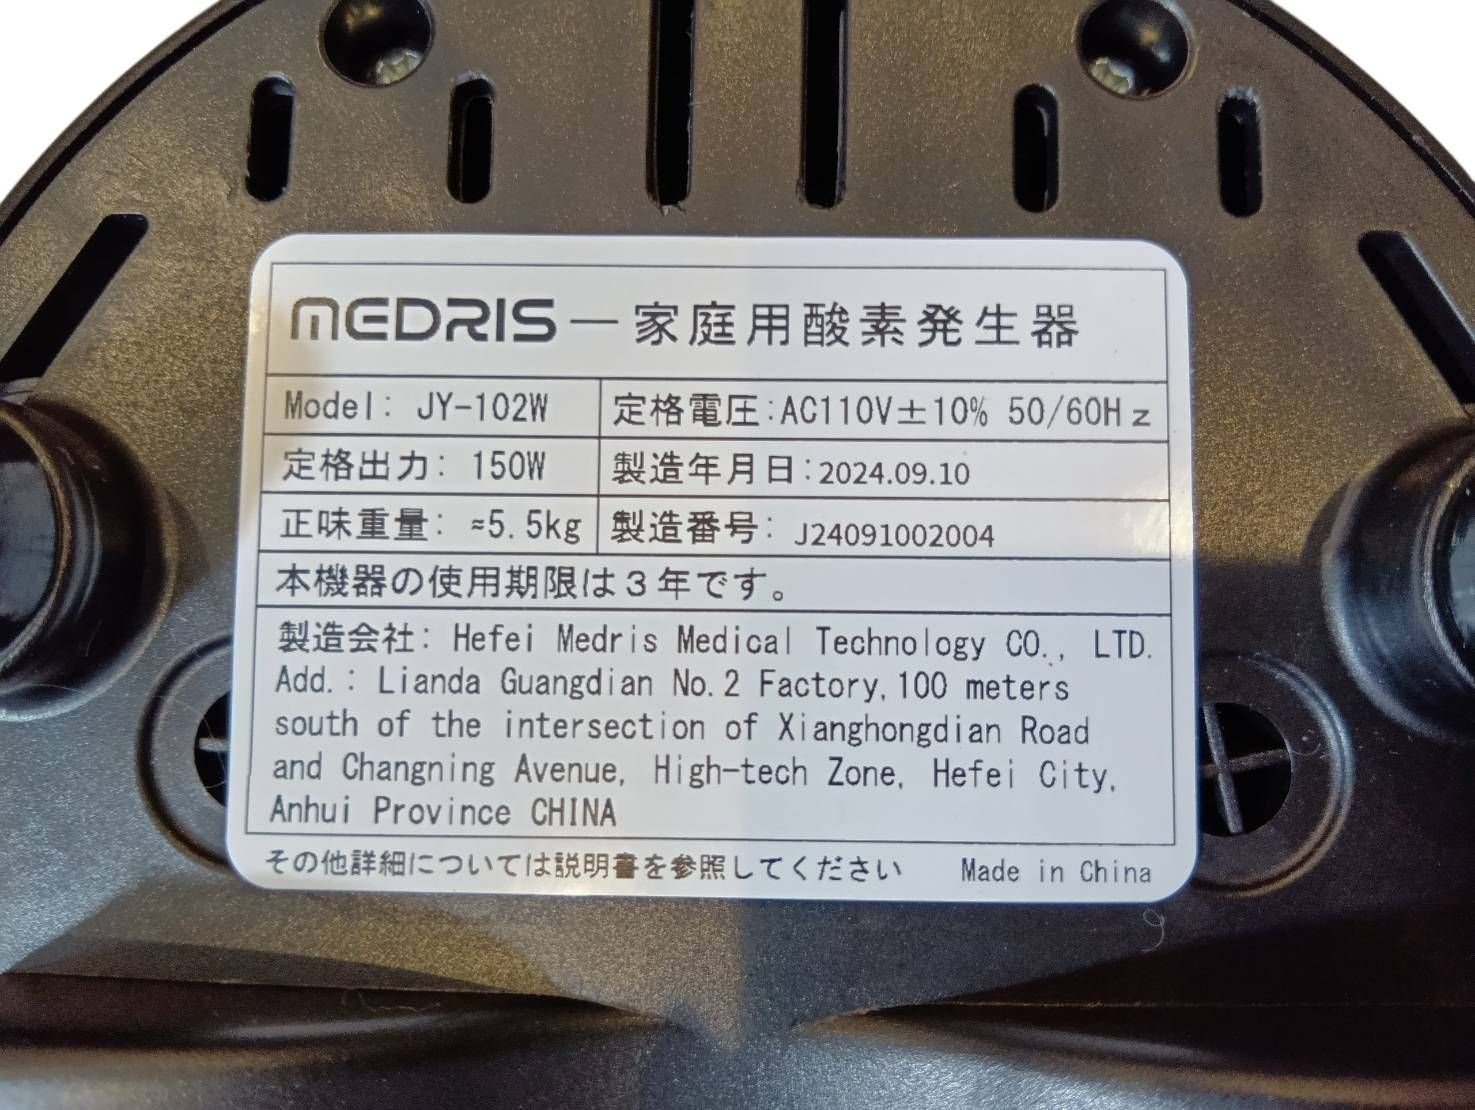 MEDRIS－家庭用酸素発生器
Model: JY-102W 定格電圧:AC110V±10% 50/60Hz
定格出力: 150W 製造年月日:2024.09.10
正味重量: ≈5.5kg 製造番号: J24091002004
本機器の使用期限は３年です。
製造会社: Hefei Medris Medical Technology CO., LTD.
Add.: Lianda Guangdian No.2 Factory,100 meters
south of the intersection of Xianghongdian Road
and Changning Avenue, High-tech Zone, Hefei City,
Anhui Province CHINA
その他詳細については説明書を参照してください Made in China